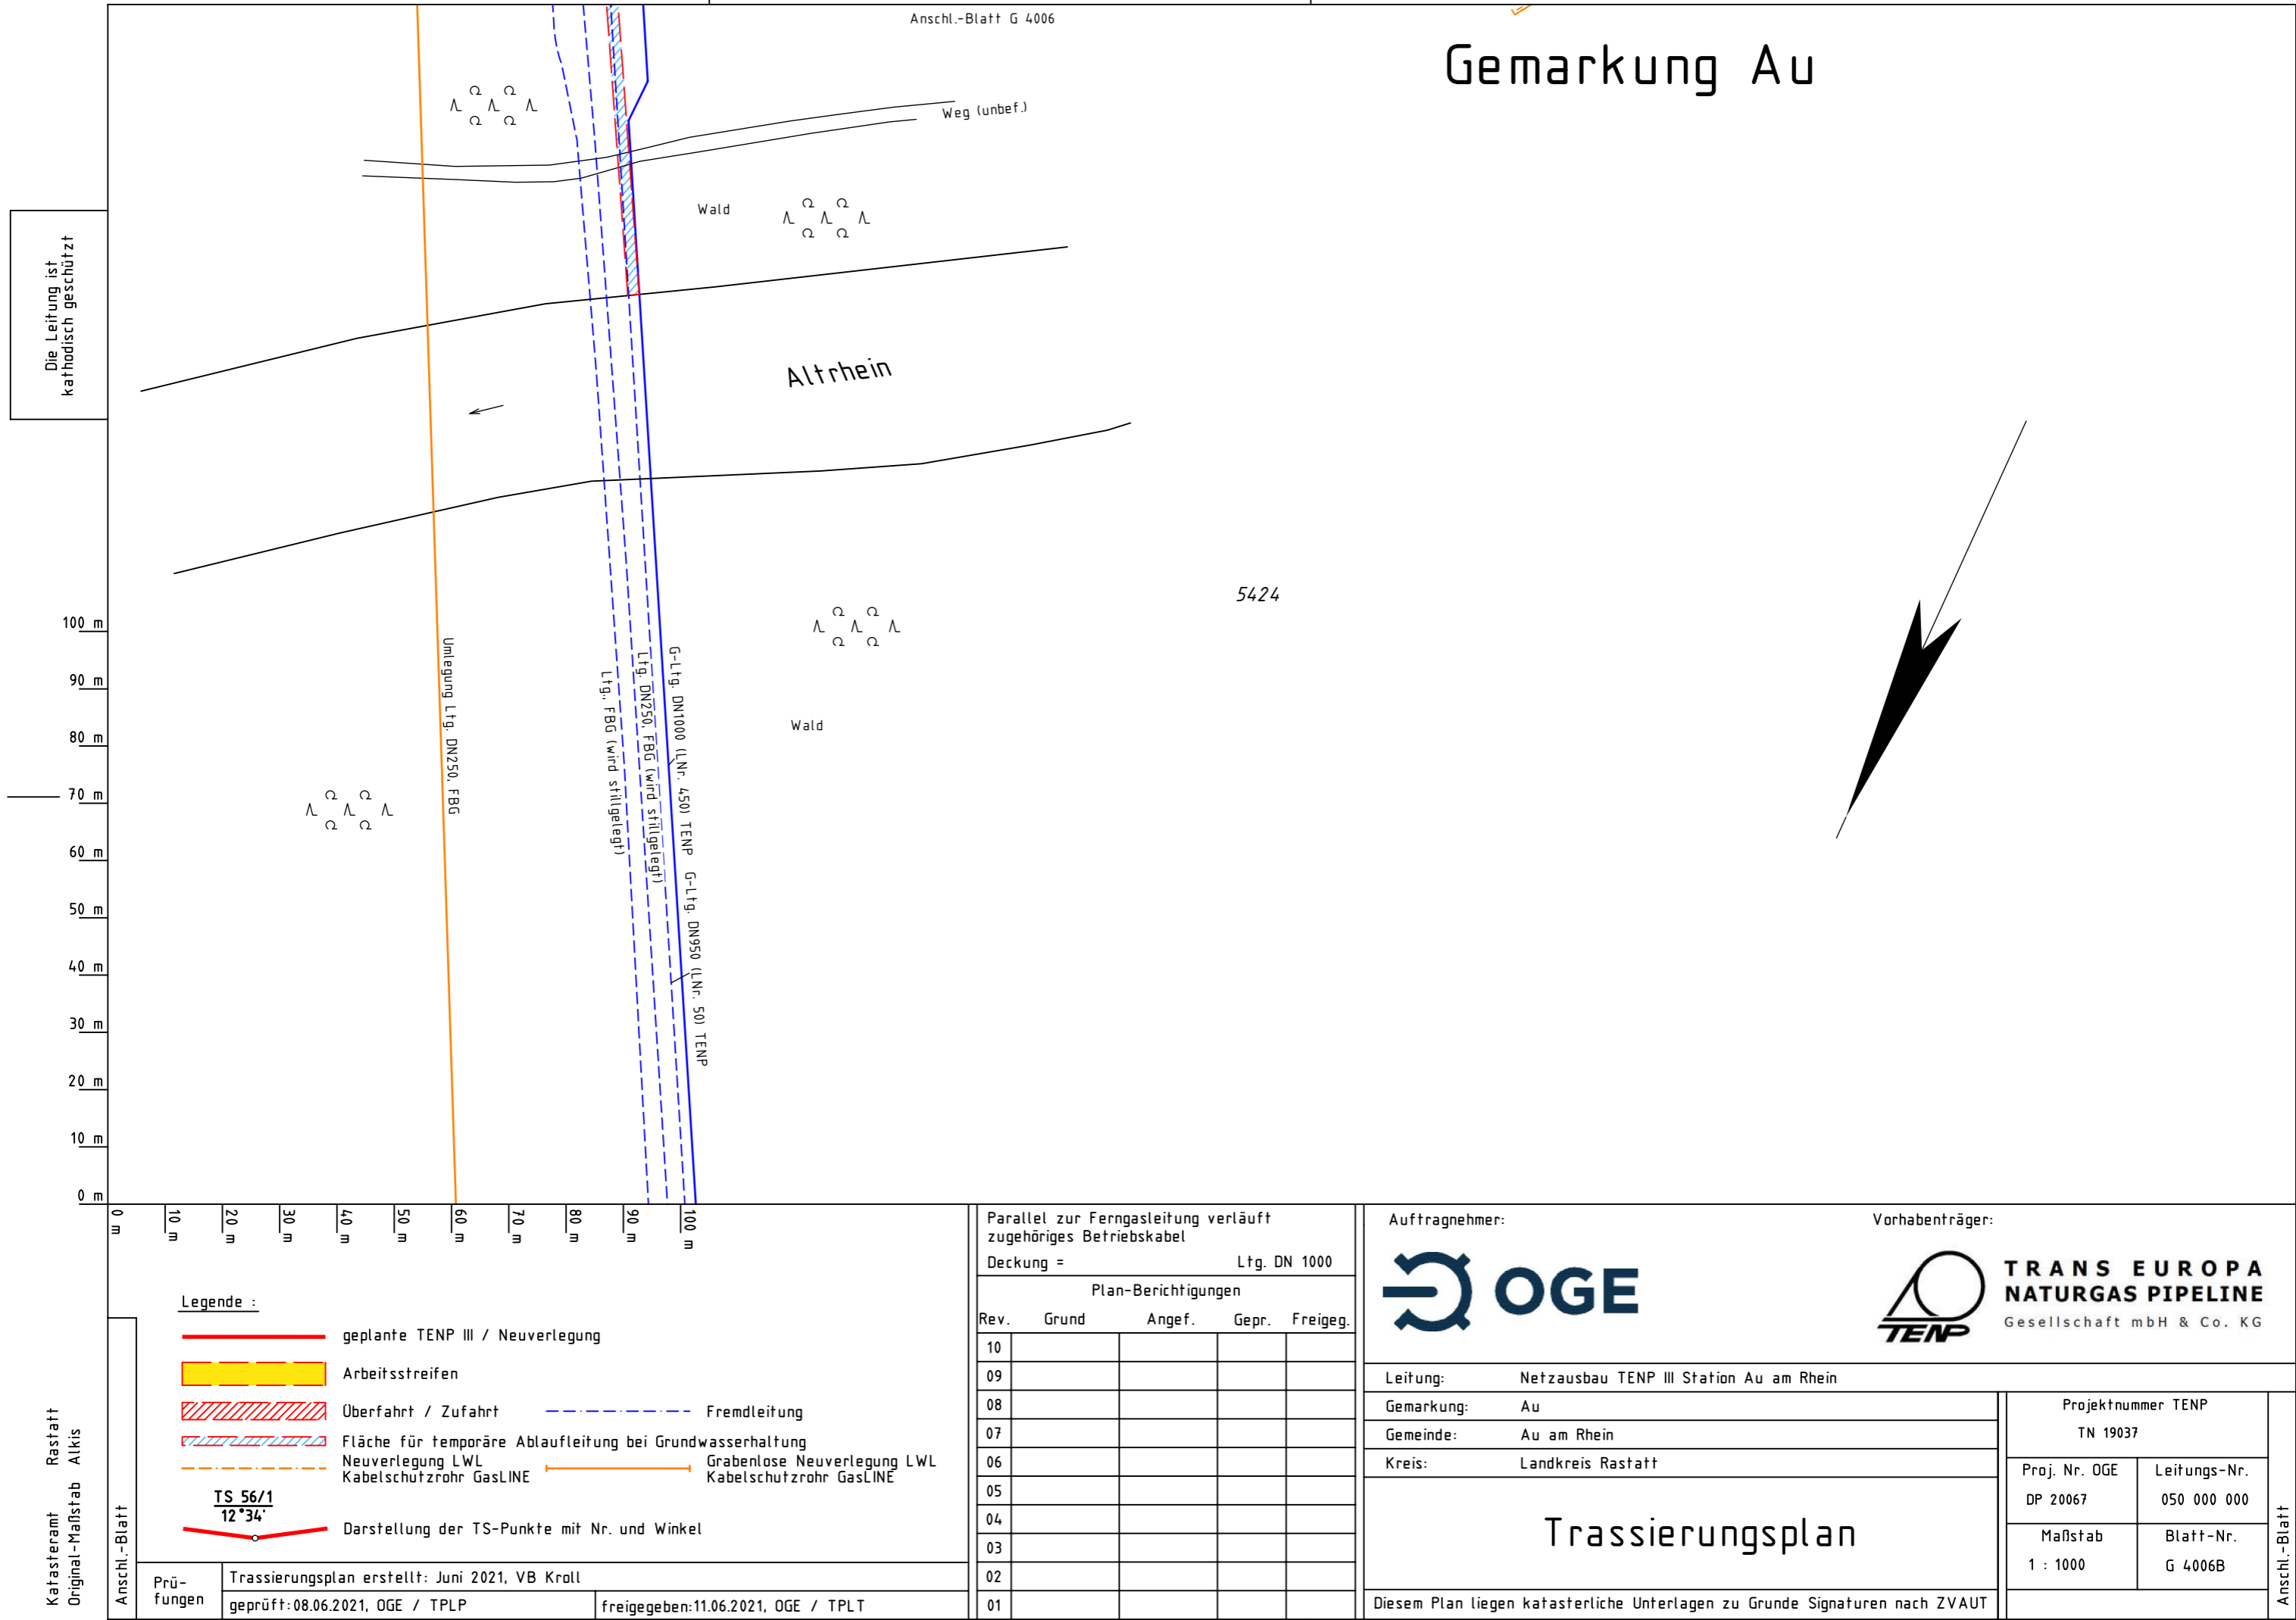 Anschl.-Blatt G 4006
Gemarkung Au
Weg (unbef.)
Wald
Die Leitung ist
kathodisch geschützt
Altrhein
5424
Wald
Umlegung Ltg. DN250, FBG
Ltg., FBG (wird stillgelegt)
Ltg. DN250, FBG (wird stillgelegt)
G-Ltg. DN1000 (LNr. 450) TENP
G-Ltg. DN950 (LNr. 50) TENP
100 m
90 m
80 m
70 m
60 m
50 m
40 m
30 m
20 m
10 m
0 m
0 m
10 m
20 m
30 m
40 m
50 m
60 m
70 m
80 m
90 m
100 m
Legende :
geplante TENP III / Neuverlegung
Arbeitsstreifen
Überfahrt / Zufahrt
Fremdleitung
Fläche für temporäre Ablaufleitung bei Grundwasserhaltung
Neuverlegung LWL
Kabelschutzrohr GasLINE
Grabenlose Neuverlegung LWL
Kabelschutzrohr GasLINE
TS 56/1
12°34'
Darstellung der TS-Punkte mit Nr. und Winkel
Katasteramt Rastatt
Original-Maßstab Alkis
Anschl.-Blatt
Prü-
fungen
Trassierungsplan erstellt: Juni 2021, VB Kroll
geprüft: 08.06.2021, OGE / TPLP
freigegeben: 11.06.2021, OGE / TPLT
Parallel zur Ferngasleitung verläuft
zugehöriges Betriebskabel
Deckung = Ltg. DN 1000
Plan-Berichtigungen
Rev. Grund Angef. Gepr. Freigeg.
10
09
08
07
06
05
04
03
02
01
Auftragnehmer:
OGE
Vorhabenträger:
TENP
TRANS EUROPA
NATURGAS PIPELINE
Gesellschaft mbH & Co. KG
Leitung: Netzausbau TENP III Station Au am Rhein
Gemarkung: Au
Gemeinde: Au am Rhein
Kreis: Landkreis Rastatt
Projektnummer TENP
TN 19037
Proj. Nr. OGE
DP 20067
Leitungs-Nr.
050 000 000
Maßstab
1 : 1000
Blatt-Nr.
G 4006B
Trassierungsplan
Diesem Plan liegen katasterliche Unterlagen zu Grunde Signaturen nach ZVAUT
Anschl.-Blatt